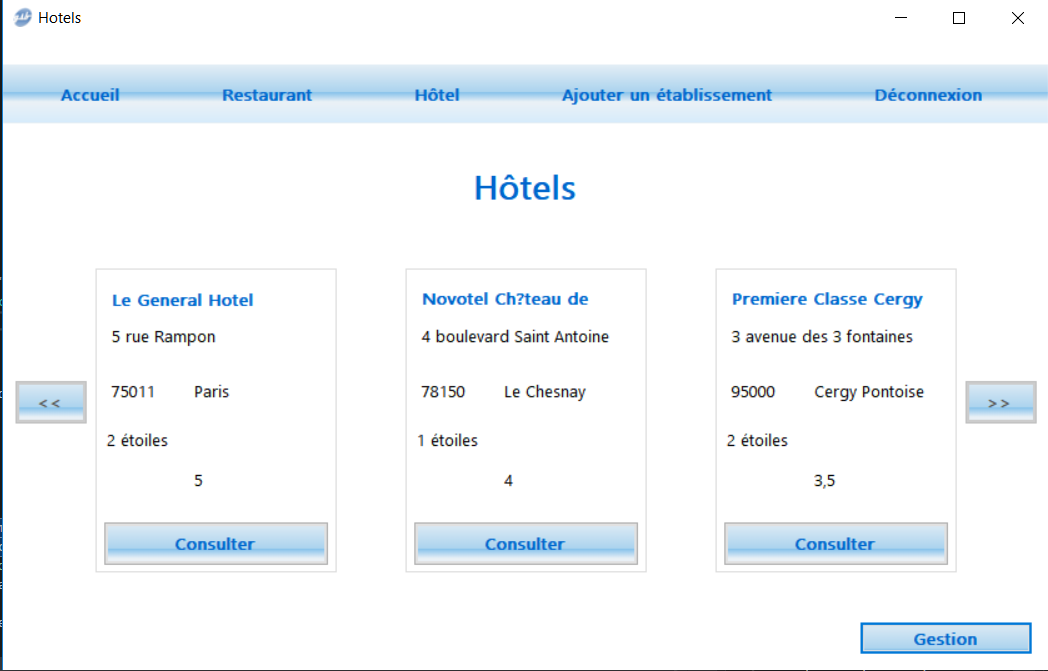 Hotels
Accueil Restaurant Hôtel Ajouter un établissement Déconnexion
Hôtels
Le General Hotel
5 rue Rampon
75011 Paris
2 étoiles
5
Consulter
Novotel Ch?teau de
4 boulevard Saint Antoine
78150 Le Chesnay
1 étoiles
4
Consulter
Premiere Classe Cergy
3 avenue des 3 fontaines
95000 Cergy Pontoise
2 étoiles
3,5
Consulter
<<
>>
Gestion